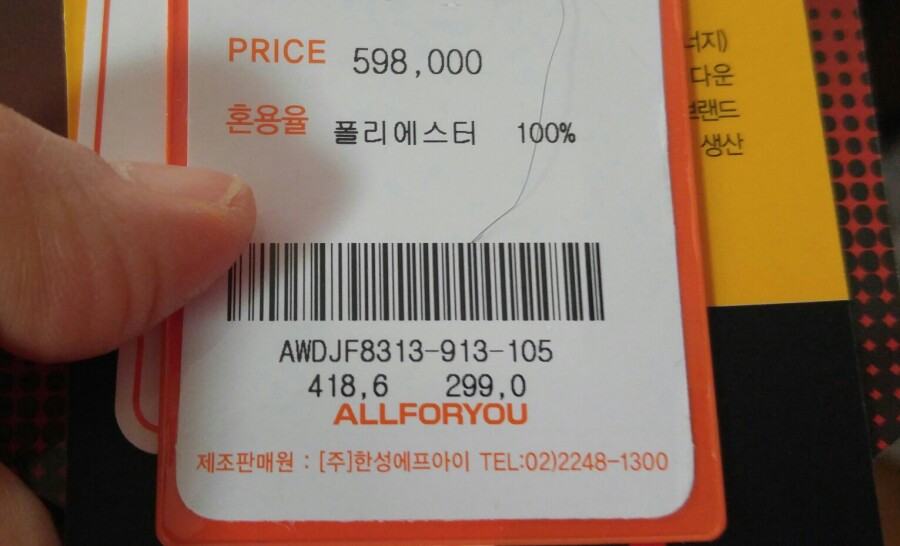 PRICE 598,000
혼용율 폴리에스터 100%
AWDJF8313-913-105
418,6 299,0
ALLFORYOU
제조판매원 : [주]한성에프아이 TEL:02)2248-1300
너지)
다운
브랜드
생산